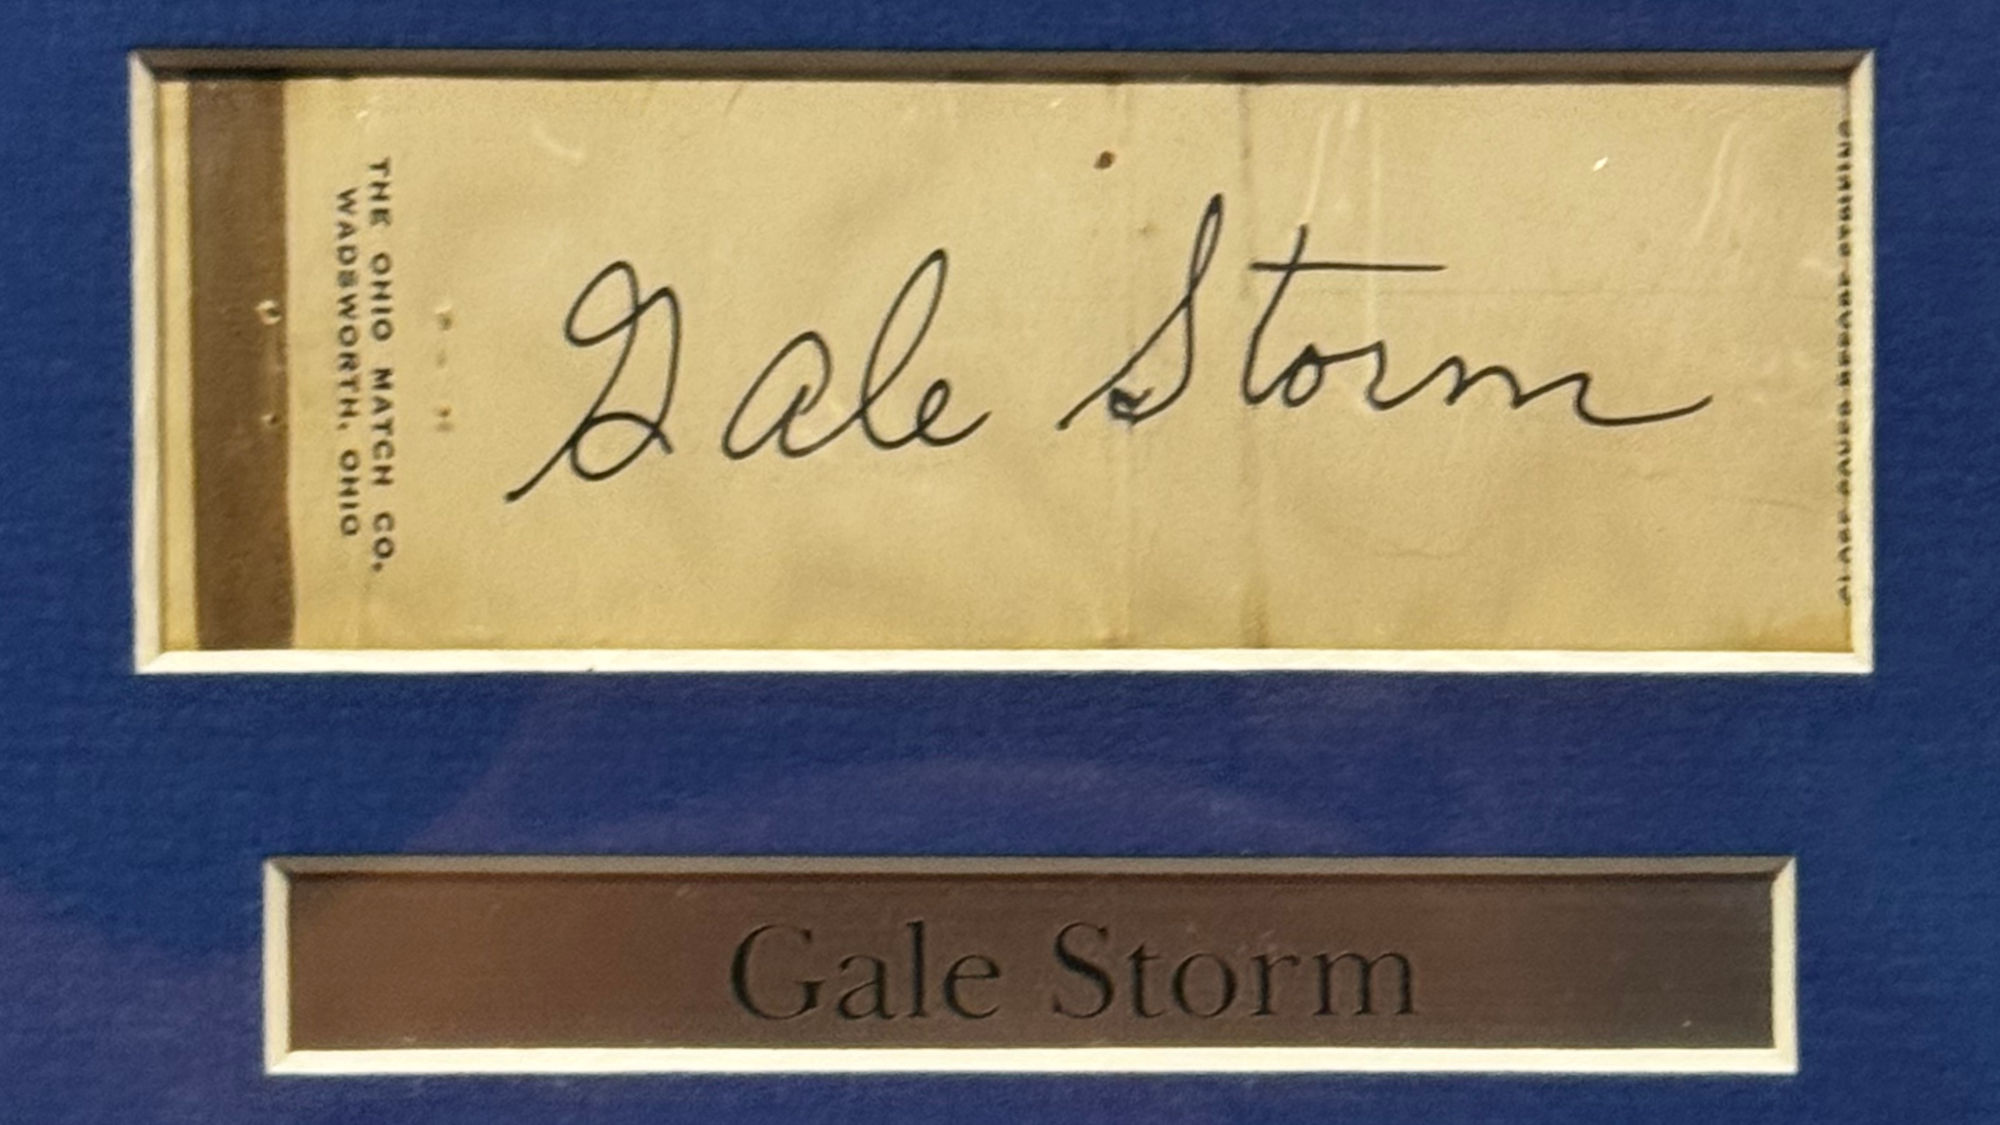 THE OHIO MATCH CO.
WADSWORTH, OHIO
Gale Storm
Gale Storm